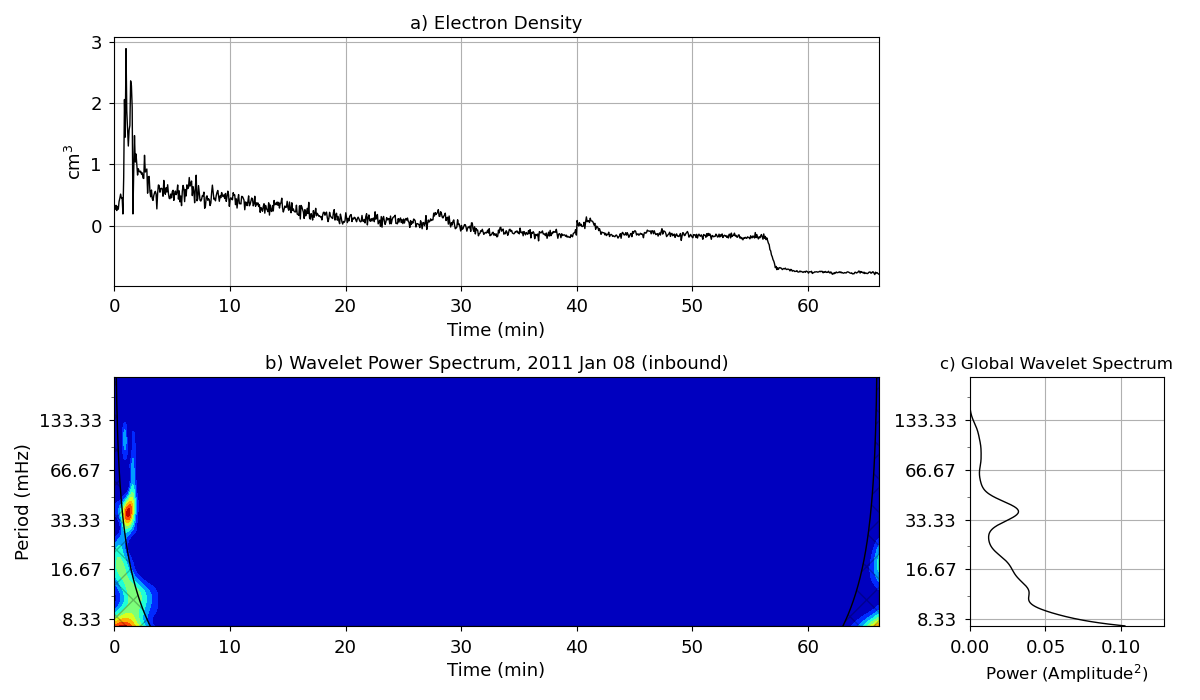 a) Electron Density
3
2
1
0
cm³
0 10 20 30 40 50 60
Time (min)
b) Wavelet Power Spectrum, 2011 Jan 08 (inbound)
133.33
66.67
33.33
16.67
8.33
Period (mHz)
0 10 20 30 40 50 60
Time (min)
c) Global Wavelet Spectrum
133.33
66.67
33.33
16.67
8.33
0.00 0.05 0.10
Power (Amplitude²)